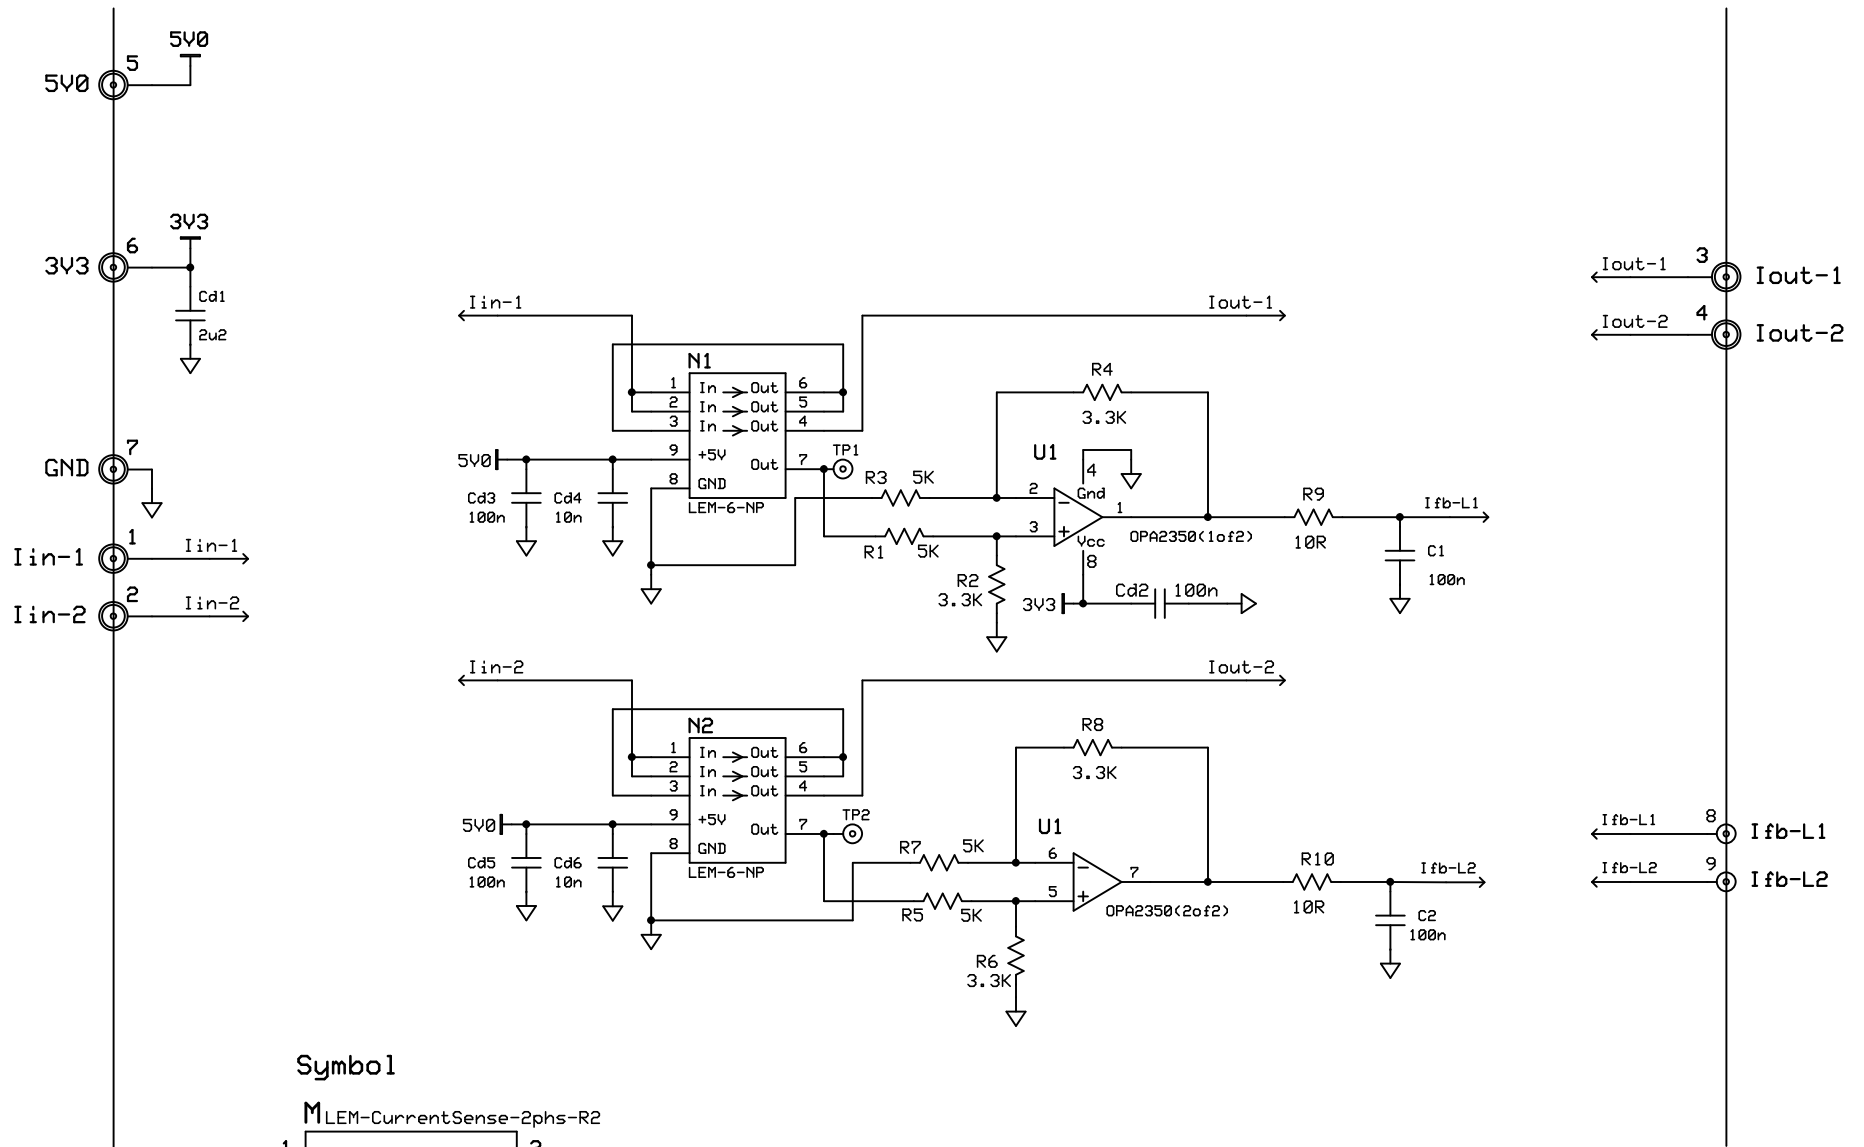 5V0
5
5V0
3V3
6
3V3
Cd1
2u2
7
GND
1
Iin-1
Iin-1
2
Iin-2
Iin-2
Iin-1
Iout-1
N1
1 In Out 6
2 In Out 5
3 In Out 4
5V0
9 +5V
Out 7
TP1
8 GND
LEM-6-NP
Cd3
100n
Cd4
10n
R3 5K
R1 5K
R2
3.3K
R4
3.3K
U1
4
Gnd
2
3
1
Vcc
8
OPA2350(1of2)
3V3
Cd2 100n
R9
10R
Ifb-L1
C1
100n
Iin-2
Iout-2
N2
1 In Out 6
2 In Out 5
3 In Out 4
5V0
9 +5V
Out 7
TP2
8 GND
LEM-6-NP
Cd5
100n
Cd6
10n
R7 5K
R5 5K
R6
3.3K
R8
3.3K
U1
6
5
7
OPA2350(2of2)
R10
10R
Ifb-L2
C2
100n
Iout-1
3
Iout-1
Iout-2
4
Iout-2
Ifb-L1
8
Ifb-L1
Ifb-L2
9
Ifb-L2
Symbol
M LEM-CurrentSense-2phs-R2
1